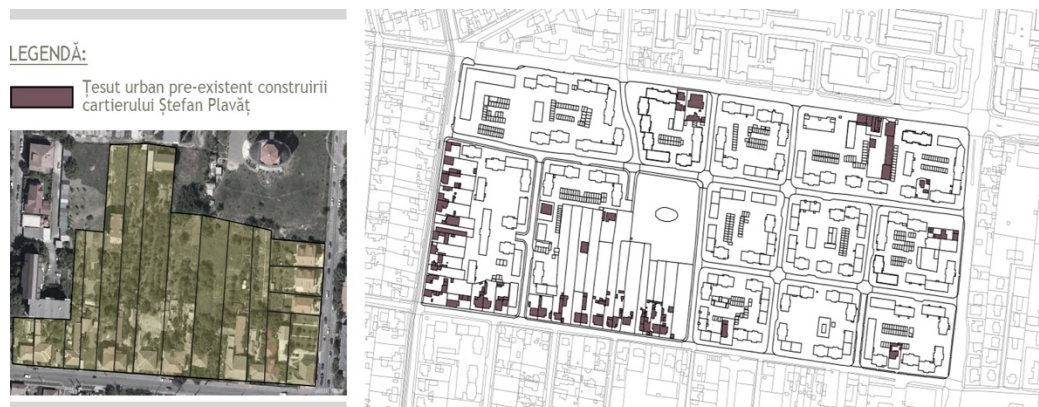 LEGENDĂ:
Țesut urban pre-existent construirii
cartierului Ștefan Plavăț